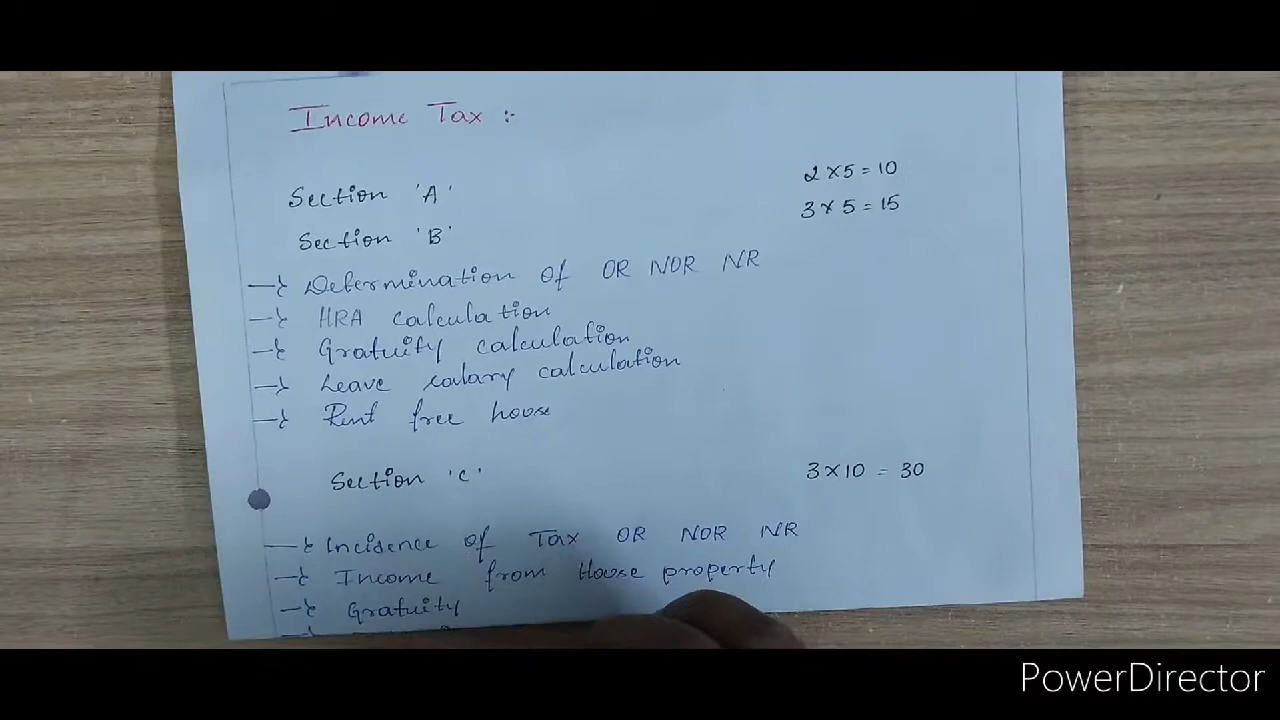 Income Tax :-
Section 'A' 2 x 5 = 10
Section 'B' 3 x 5 = 15
Determination of OR NOR NR
HRA calculation
Gratuity calculation
Leave salary calculation
Rent free house
Section 'C' 3 x 10 = 30
Incidence of Tax OR NOR NR
Income from House property
Gratuity
PowerDirector